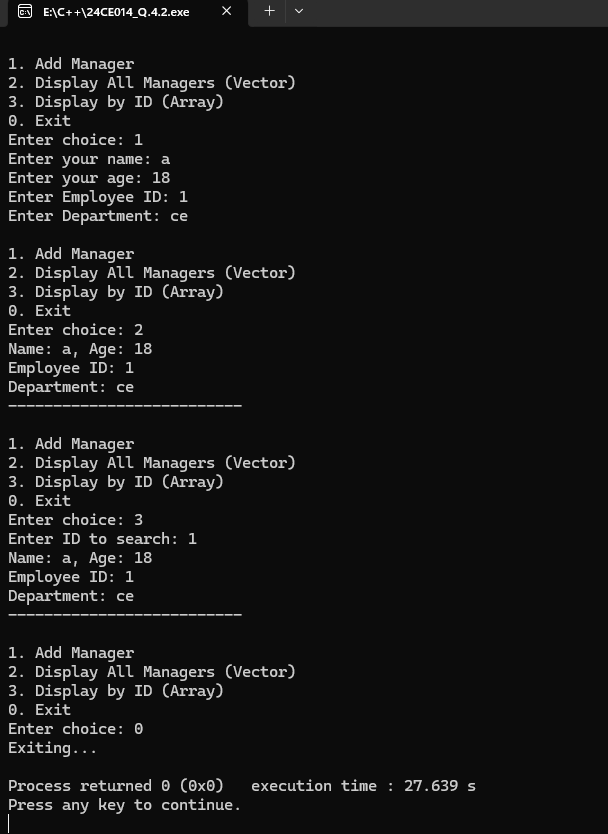 E:\C++\24CE014_Q.4.2.exe
1. Add Manager
2. Display All Managers (Vector)
3. Display by ID (Array)
0. Exit
Enter choice: 1
Enter your name: a
Enter your age: 18
Enter Employee ID: 1
Enter Department: ce
1. Add Manager
2. Display All Managers (Vector)
3. Display by ID (Array)
0. Exit
Enter choice: 2
Name: a, Age: 18
Employee ID: 1
Department: ce
--------------------------
1. Add Manager
2. Display All Managers (Vector)
3. Display by ID (Array)
0. Exit
Enter choice: 3
Enter ID to search: 1
Name: a, Age: 18
Employee ID: 1
Department: ce
--------------------------
1. Add Manager
2. Display All Managers (Vector)
3. Display by ID (Array)
0. Exit
Enter choice: 0
Exiting...
Process returned 0 (0x0)   execution time : 27.639 s
Press any key to continue.